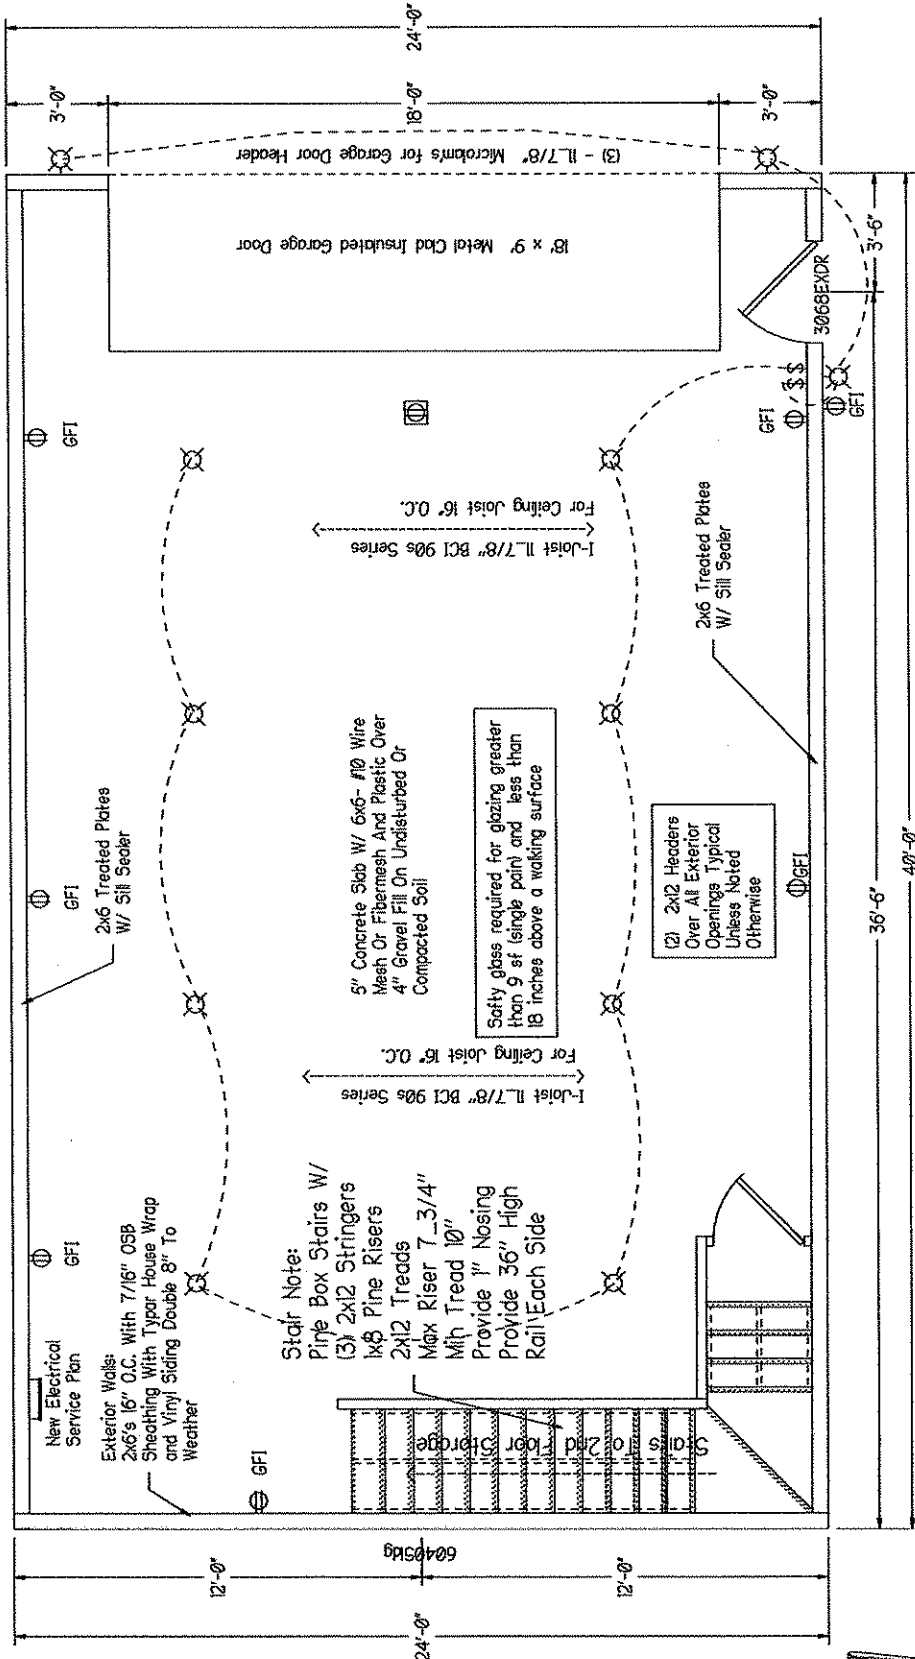 24'-0"
3'-0"
18'-0"
3'-0"
(3) - 11_7/8" Microlam's for Garage Door Header
18' x 9' Metal Clad Insulated Garage Door
3068EXDR
3'-6"
GFI
$$
GFI
GFI
I-Joist 11_7/8" BCI 90s Series
For Ceiling Joist 16" O.C.
2x6 Treated Plates
W/ Sill Sealer
5" Concrete Slab W/ 6x6- #10 Wire
Mesh Or Fibermesh And Plastic Over
4" Gravel Fill On Undisturbed Or
Compacted Soil
Safty glass required for glazing greater
than 9 sf (single pain) and less than
18 inches above a walking surface
(2) 2x12 Headers
Over All Exterior
Openings Typical
Unless Noted
Otherwise
GFI
GFI
2x6 Treated Plates
W/ Sill Sealer
36'-6"
40'-0"
I-Joist 11_7/8" BCI 90s Series
For Ceiling Joist 16" O.C.
GFI
New Electrical
Service Plan
Exterior Walls:
2x6's 16" O.C. With 7/16" OSB
Sheathing With Typar House Wrap
and Vinyl Siding Double 8" To
Weather
GFI
Stair Note:
Pine Box Stairs W/
(3) 2x12 Stringers
1x8 Pine Risers
2x12 Treads
Max Riser 7_3/4"
Min Tread 10"
Provide 1" Nosing
Provide 36" High
Rail Each Side
Stairs To 2nd Floor Storage
60405ldg
12'-0"
12'-0"
24'-0"